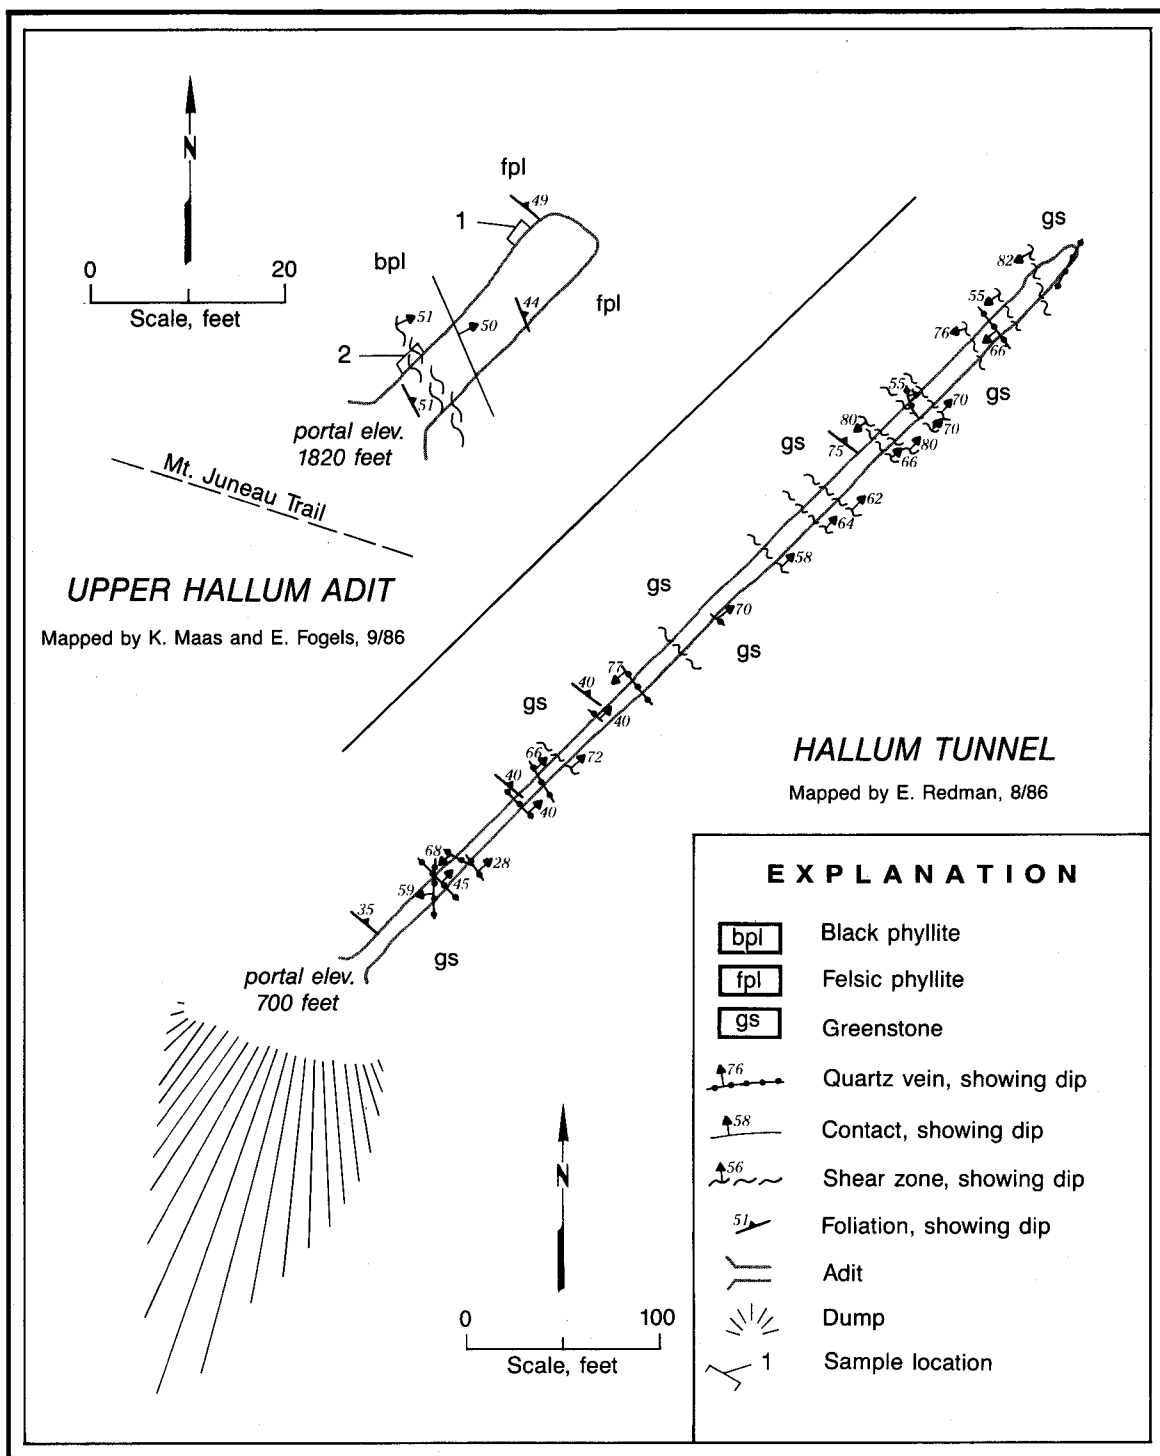 N
0 20
Scale, feet
fpl
49
1
bpl
44
fpl
51
50
2
51
portal elev.
1820 feet
Mt. Juneau Trail
UPPER HALLUM ADIT
Mapped by K. Maas and E. Fogels, 9/86
gs
82
55
76
66
gs
55
70
70
80
gs
75
80
66
62
64
58
gs
70
gs
77
40
gs
40
66
72
40
40
68
28
59
45
35
gs
portal elev.
700 feet
HALLUM TUNNEL
Mapped by E. Redman, 8/86
N
0 100
Scale, feet
EXPLANATION
bpl Black phyllite
fpl Felsic phyllite
gs Greenstone
76 Quartz vein, showing dip
58 Contact, showing dip
56 Shear zone, showing dip
51 Foliation, showing dip
Adit
Dump
1 Sample location